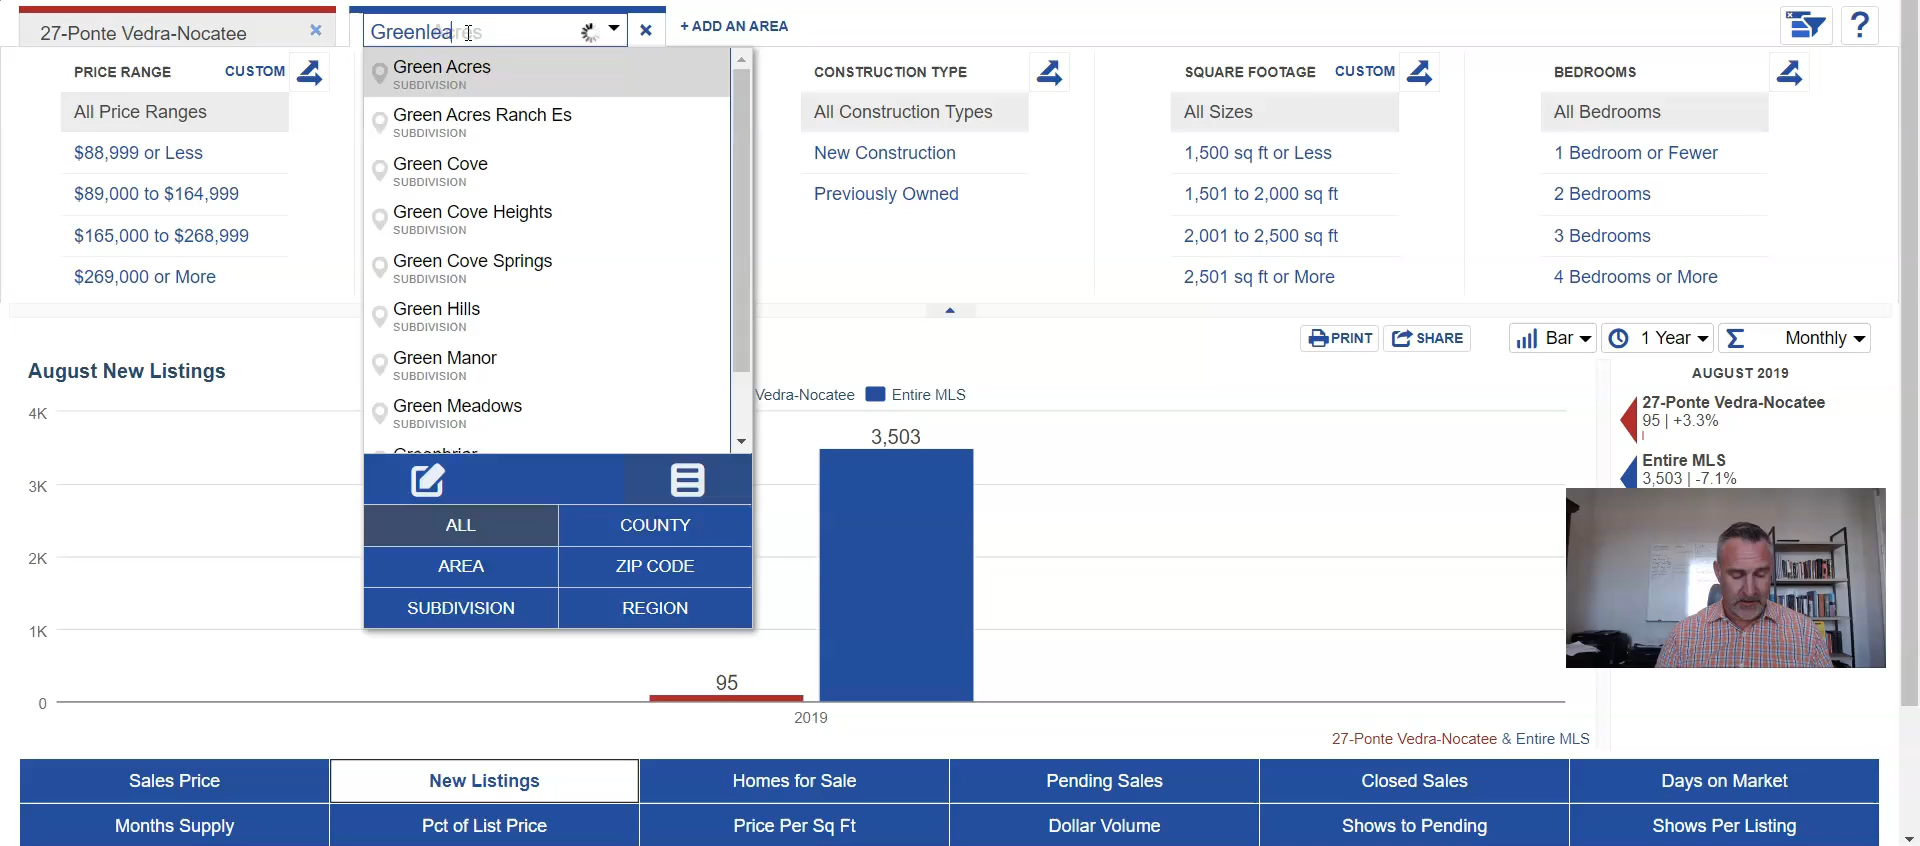 27-Ponte Vedra-Nocatee
Greenlea
+ ADD AN AREA
?
PRICE RANGE
CUSTOM
All Price Ranges
$88,999 or Less
$89,000 to $164,999
$165,000 to $268,999
$269,000 or More
Green Acres
SUBDIVISION
Green Acres Ranch Es
SUBDIVISION
Green Cove
SUBDIVISION
Green Cove Heights
SUBDIVISION
Green Cove Springs
SUBDIVISION
Green Hills
SUBDIVISION
Green Manor
SUBDIVISION
Green Meadows
SUBDIVISION
Greenbriar
ALL
COUNTY
AREA
ZIP CODE
SUBDIVISION
REGION
CONSTRUCTION TYPE
All Construction Types
New Construction
Previously Owned
SQUARE FOOTAGE
CUSTOM
All Sizes
1,500 sq ft or Less
1,501 to 2,000 sq ft
2,001 to 2,500 sq ft
2,501 sq ft or More
BEDROOMS
All Bedrooms
1 Bedroom or Fewer
2 Bedrooms
3 Bedrooms
4 Bedrooms or More
PRINT
SHARE
Bar
1 Year
Σ Monthly
August New Listings
Vedra-Nocatee
Entire MLS
4K
3K
2K
1K
0
3,503
95
2019
AUGUST 2019
27-Ponte Vedra-Nocatee
95 | +3.3%
Entire MLS
3,503 | -7.1%
27-Ponte Vedra-Nocatee & Entire MLS
Sales Price
New Listings
Homes for Sale
Pending Sales
Closed Sales
Days on Market
Months Supply
Pct of List Price
Price Per Sq Ft
Dollar Volume
Shows to Pending
Shows Per Listing